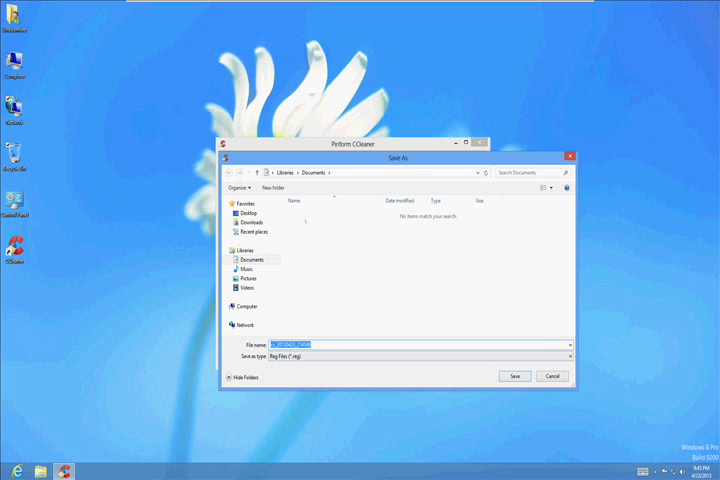 Computer
Network
Recycle Bin
Control Panel
CCleaner
Piriform CCleaner
Save As
Libraries
Documents
Search Documents
Organize
New folder
Name
Date modified
Type
Size
No items match your search.
Favorites
Desktop
Downloads
Recent places
Libraries
Documents
Music
Pictures
Videos
Computer
Network
File name:
Save as type:
Reg Files (*.reg)
Hide Folders
Save
Cancel
Windows 8 Pro
Build 9200
9:45 PM
4/23/2013